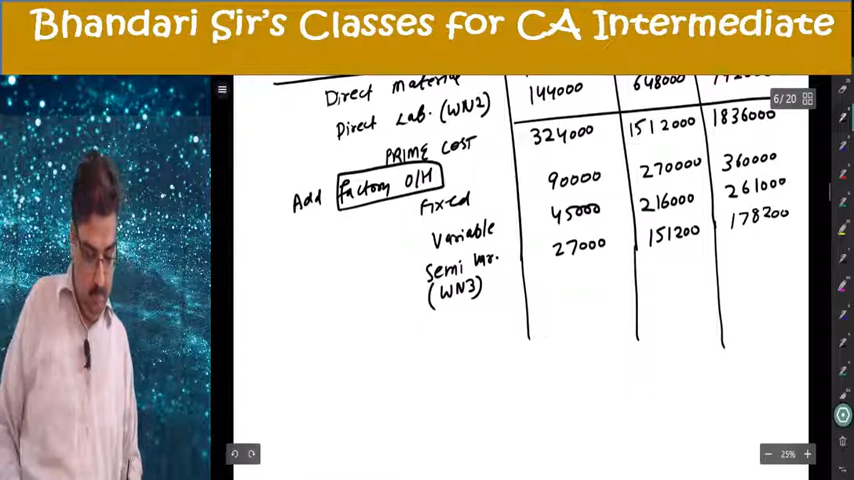 Bhandari Sir's Classes for CA Intermediate
Direct Material
Direct Lab. (WN2) 144000 648000
6/20
PRIME COST 324000 1512000 1836000
Add Factory O/H
Fixed 90000 270000 360000
Variable 45000 216000 261000
Semi Var. 27000 151200 178200
(WN3)
25%